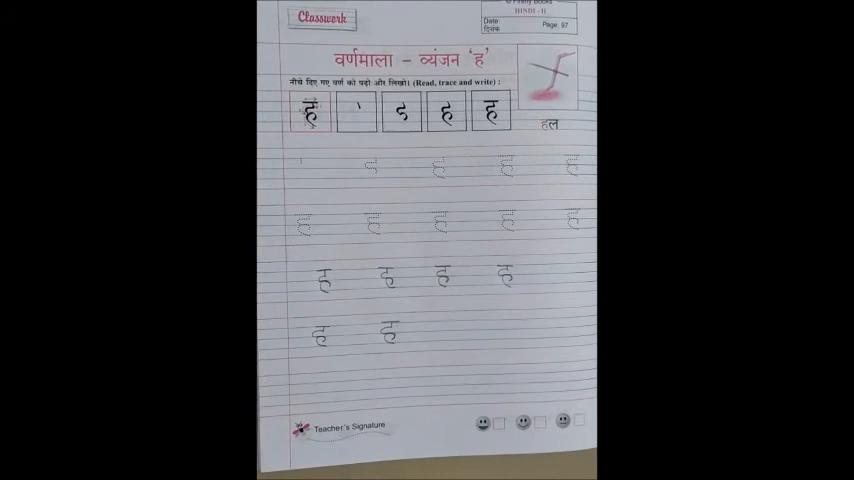 © Firefly Books
Classwork
HINDI - II
Date:
दिनांक
Page: 97
वर्णमाला – व्यंजन 'ह'
नीचे दिए गए वर्ण को पढ़ो और लिखो। (Read, trace and write) :
ह ह ह
हल
ह ह ह
ह ह ह ह ह
ह ह ह ह
ह ह
Teacher's Signature